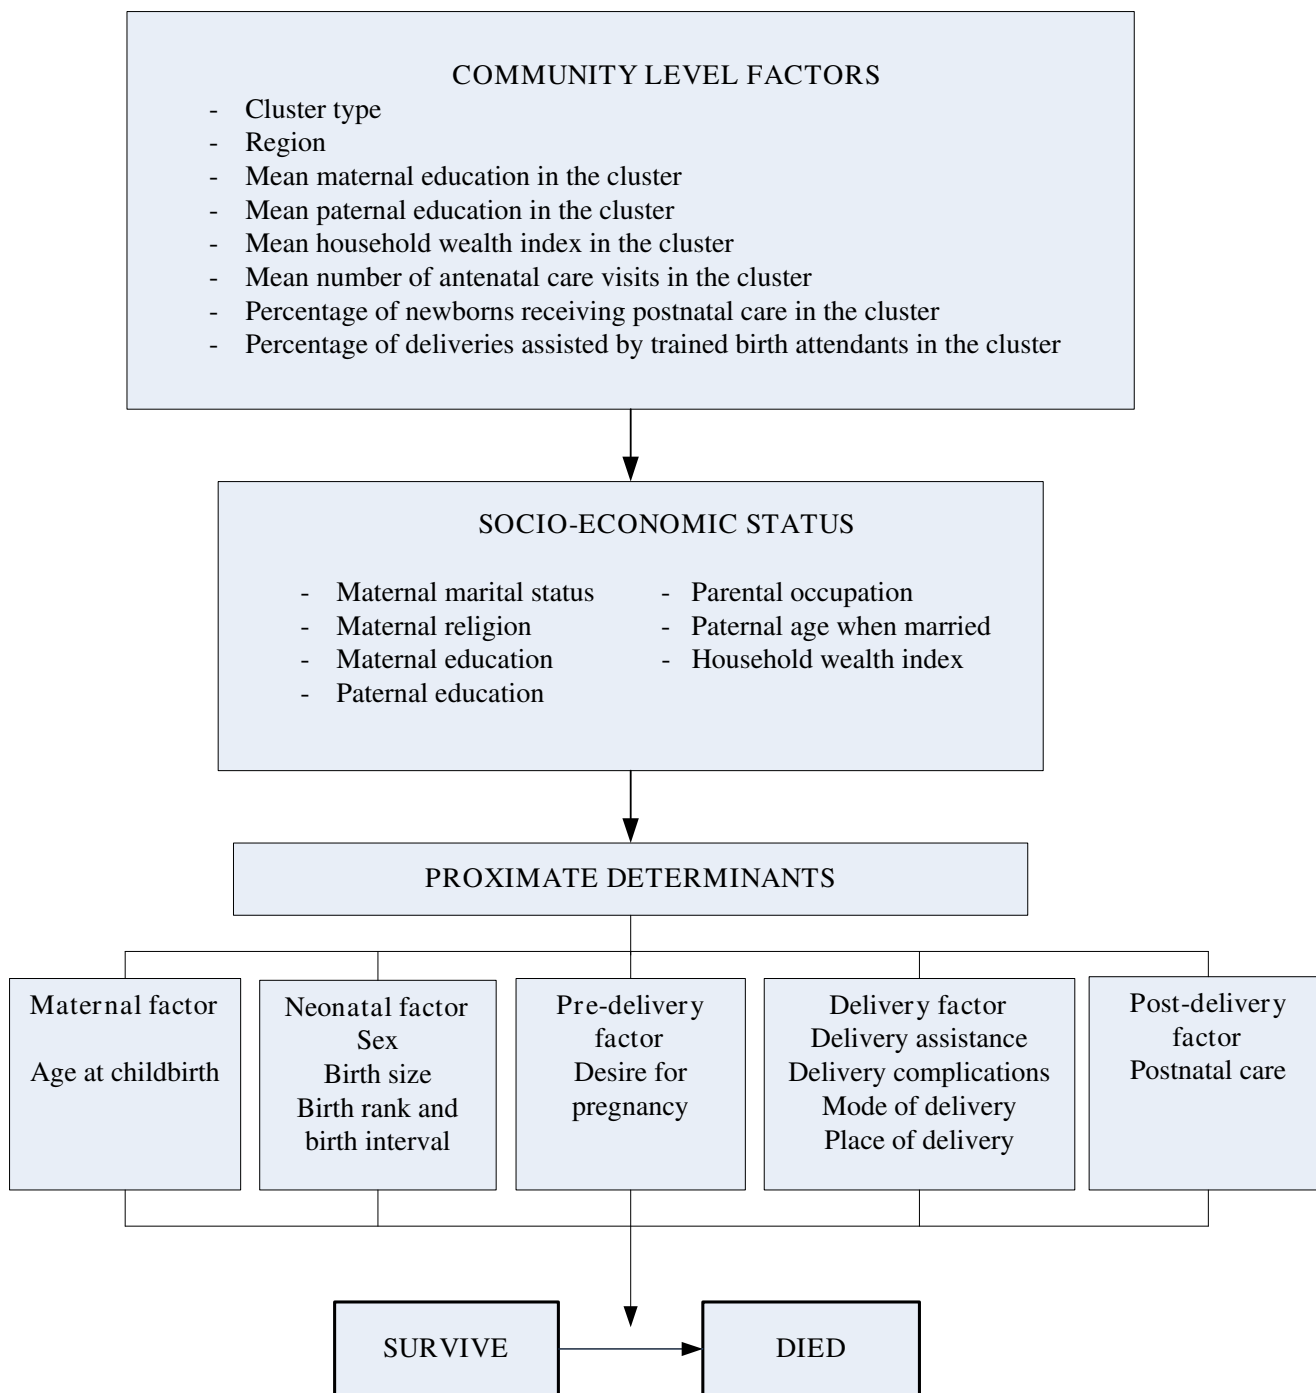 COMMUNITY LEVEL FACTORS
- Cluster type
- Region
- Mean maternal education in the cluster
- Mean paternal education in the cluster
- Mean household wealth index in the cluster
- Mean number of antenatal care visits in the cluster
- Percentage of newborns receiving postnatal care in the cluster
- Percentage of deliveries assisted by trained birth attendants in the cluster
SOCIO-ECONOMIC STATUS
- Maternal marital status
- Maternal religion
- Maternal education
- Paternal education
- Parental occupation
- Paternal age when married
- Household wealth index
PROXIMATE DETERMINANTS
Maternal factor
Age at childbirth
Neonatal factor
Sex
Birth size
Birth rank and
birth interval
Pre-delivery
factor
Desire for
pregnancy
Delivery factor
Delivery assistance
Delivery complications
Mode of delivery
Place of delivery
Post-delivery
factor
Postnatal care
SURVIVE
DIED